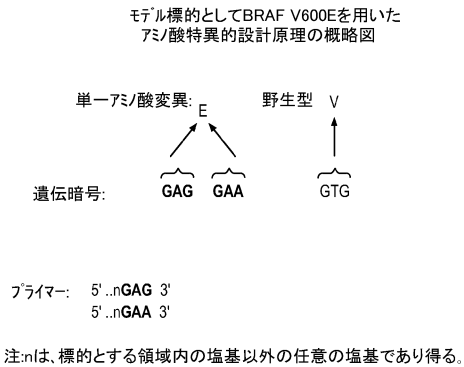 ﾓﾃﾞﾙ標的としてBRAF V600Eを用いた
ｱﾐﾉ酸特異的設計原理の概略図
単一ｱﾐﾉ酸変異: E 野生型 V
遺伝暗号: GAG GAA GTG
ﾌﾟﾗｲﾏｰ: 5' ..nGAG 3'
5' ..nGAA 3'
注:nは、標的とする領域内の塩基以外の任意の塩基であり得る。